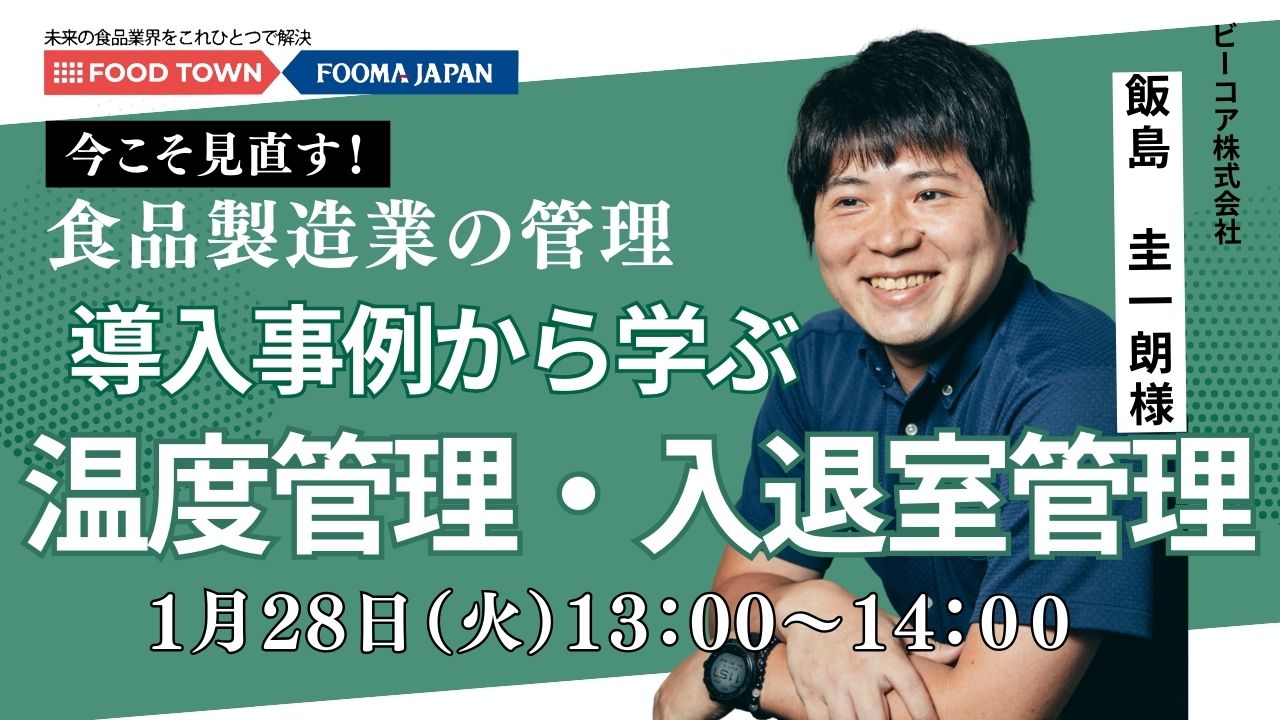 未来の食品業界をこれひとつで解決
FOOD TOWN
FOOMA JAPAN
今こそ見直す！
食品製造業の管理
導入事例から学ぶ
温度管理・入退室管理
1月28日(火)13:00〜14:00
ビーコア株式会社
飯島 圭一朗様
11:57